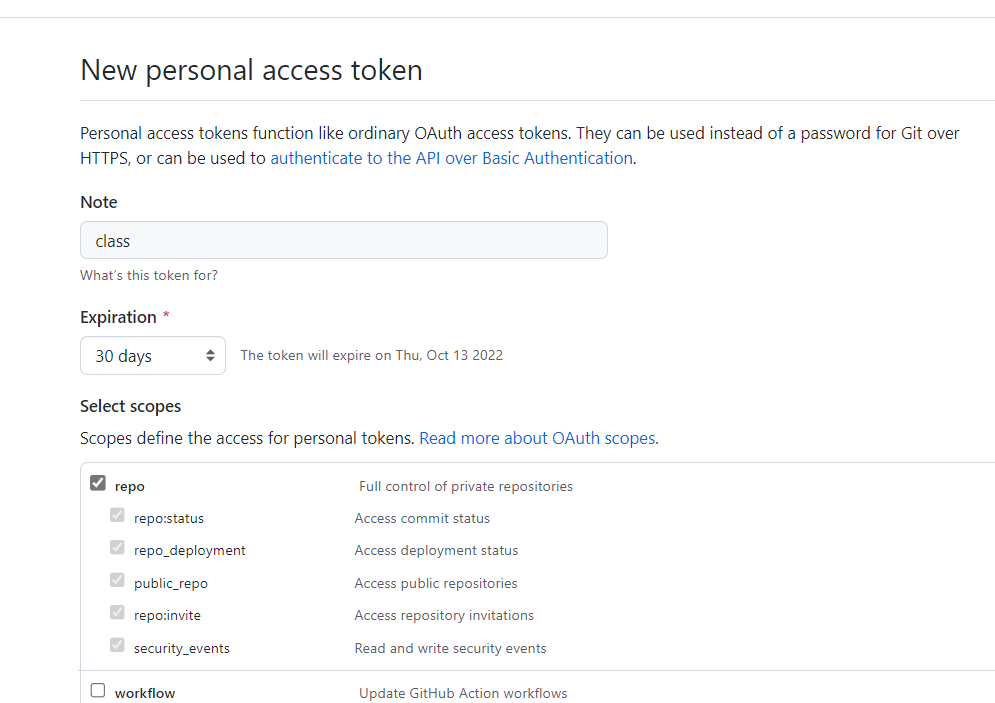 New personal access token
Personal access tokens function like ordinary OAuth access tokens. They can be used instead of a password for Git over
HTTPS, or can be used to authenticate to the API over Basic Authentication.
Note
class
What's this token for?
Expiration *
30 days The token will expire on Thu, Oct 13 2022
Select scopes
Scopes define the access for personal tokens. Read more about OAuth scopes.
repo Full control of private repositories
repo:status Access commit status
repo_deployment Access deployment status
public_repo Access public repositories
repo:invite Access repository invitations
security_events Read and write security events
workflow Update GitHub Action workflows